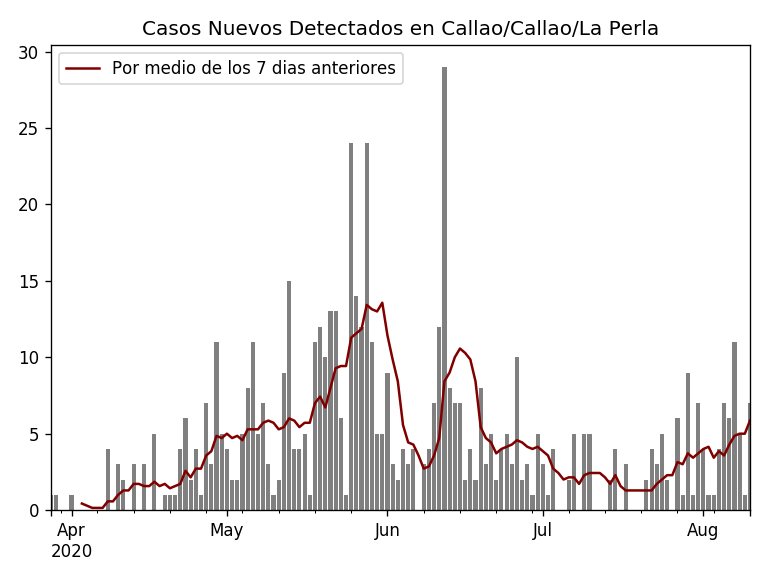 Casos Nuevos Detectados en Callao/Callao/La Perla
Por medio de los 7 dias anteriores
30
25
20
15
10
5
0
Apr
2020
May
Jun
Jul
Aug